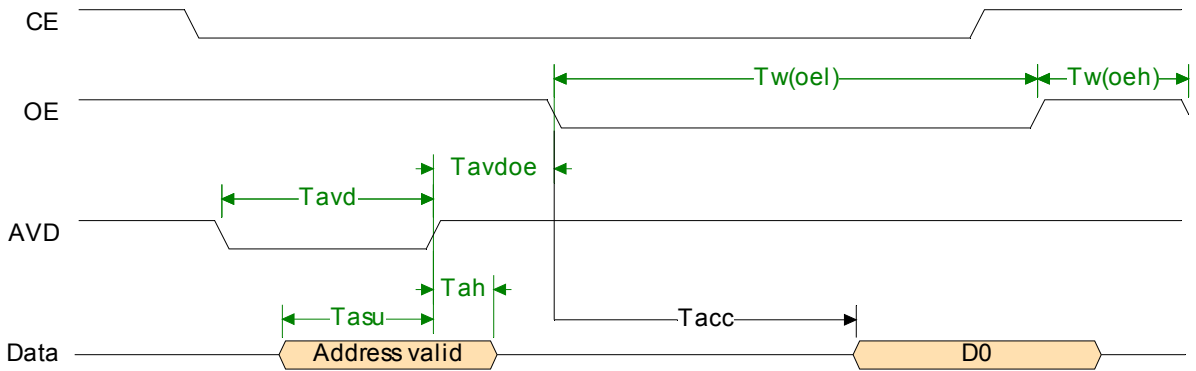 CE
Tw(oel)
Tw(oeh)
OE
Tavdoe
Tavd
AVD
Tah
Tasu
Tacc
Data
Address valid
D0